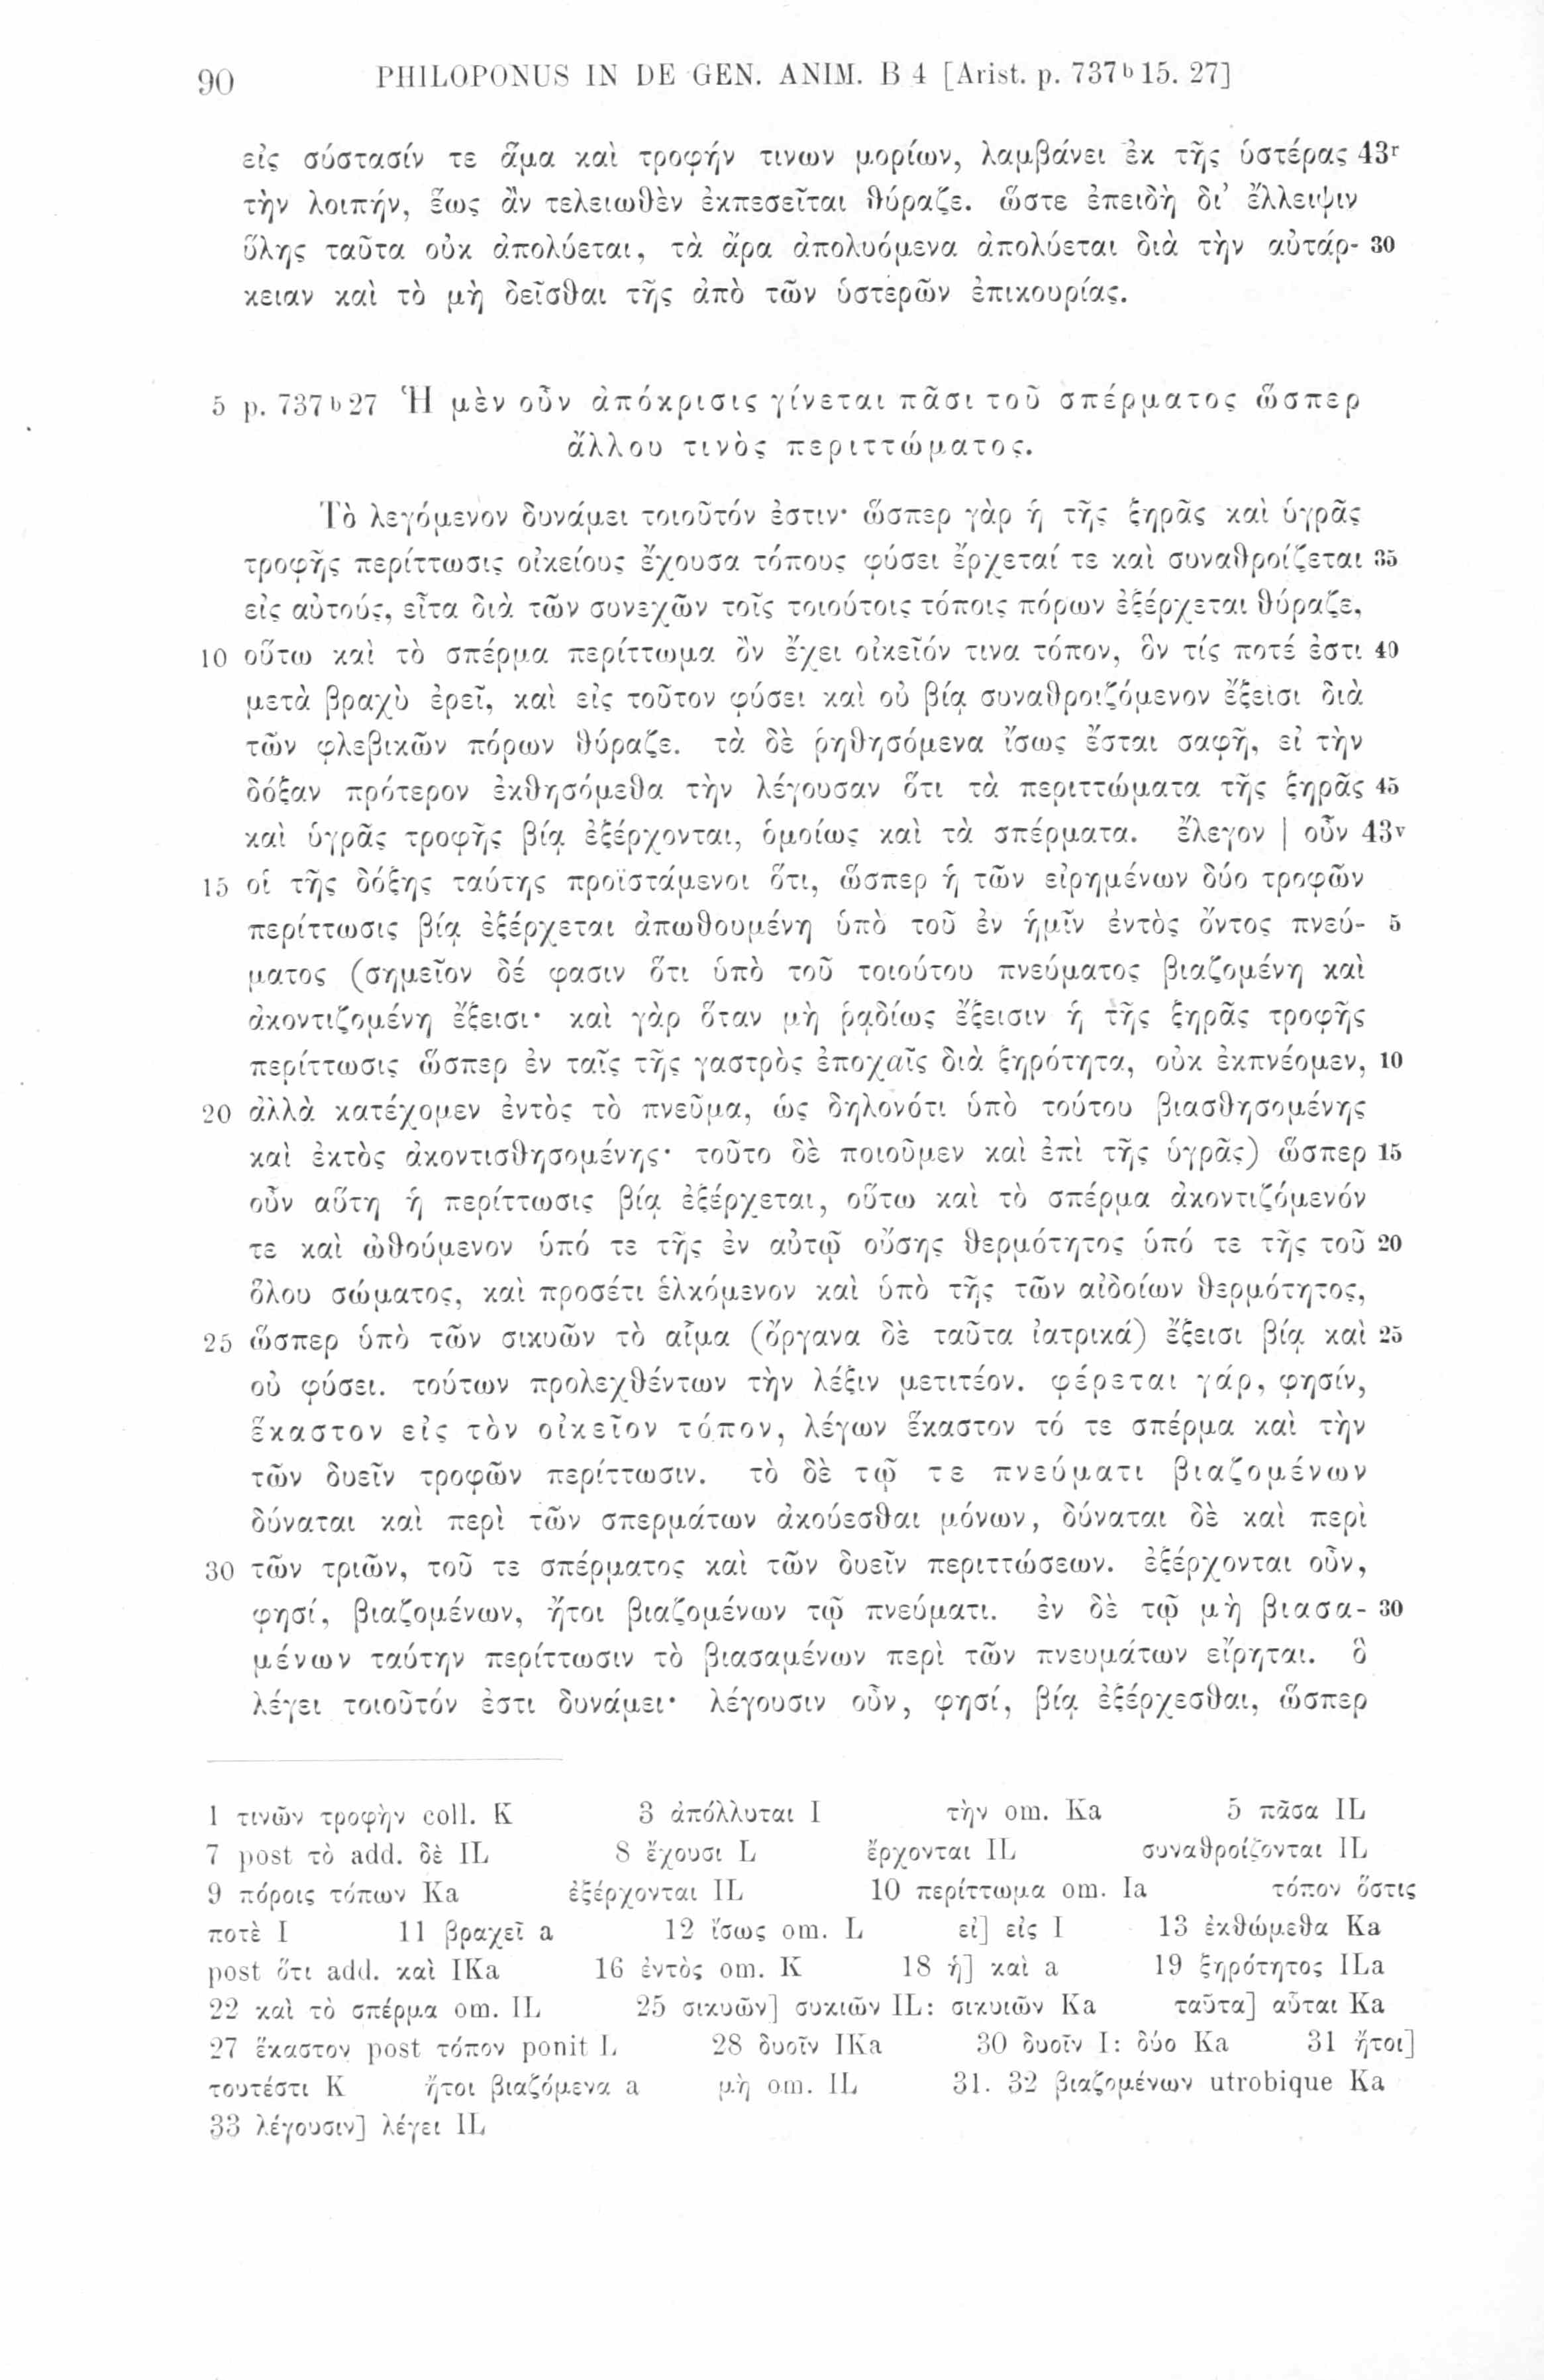 90 PHILOPONUS IN DE GEN. ANIM. B 4 [Arist. p. 737b 15. 27]
εἰς σύστασίν τε ἅμα καὶ τροφήν τινων μορίων, λαμβάνει ἐκ τῆς ὑστέρας 43r
τὴν λοιπήν, ἕως ἂν τελειωθὲν ἐκπεσεῖται θύραζε. ὥστε ἐπειδὴ δι’ ἔλλειψιν
ὕλης ταῦτα οὐκ ἀπολύεται, τὰ ἄρα ἀπολυόμενα ἀπολύεται διὰ τὴν αὐτάρ- 30
κειαν καὶ τὸ μὴ δεῖσθαι τῆς ἀπὸ τῶν ὑστερῶν ἐπικουρίας.
5 p. 737b 27 Ἡ μὲν οὖν ἀπόκρισις γίνεται πᾶσι τοῦ σπέρματος ὥσπερ
ἄλλου τινὸς περιττώματος.
Τὸ λεγόμενον δυνάμει τοιοῦτόν ἐστιν· ὥσπερ γὰρ ἡ τῆς ξηρᾶς καὶ ὑγρᾶς
τροφῆς περίττωσις οἰκείους ἔχουσα τόπους φύσει ἔρχεταί τε καὶ συναθροίζεται 35
εἰς αὐτούς, εἶτα διὰ τῶν συνεχῶν τοῖς τοιούτοις τόποις πόρων ἐξέρχεται θύραζε,
10 οὕτω καὶ τὸ σπέρμα περίττωμα ὂν ἔχει οἰκεῖόν τινα τόπον, ὃν τίς ποτέ ἐστι 40
μετὰ βραχὺ ἐρεῖ, καὶ εἰς τοῦτον φύσει καὶ οὐ βίᾳ συναθροιζόμενον ἔξεισι διὰ
τῶν φλεβικῶν πόρων θύραζε. τὰ δὲ ῥηθησόμενα ἴσως ἔσται σαφῆ, εἰ τὴν
δόξαν πρότερον ἐκθησόμεθα τὴν λέγουσαν ὅτι τὰ περιττώματα τῆς ξηρᾶς 45
καὶ ὑγρᾶς τροφῆς βίᾳ ἐξέρχονται, ὁμοίως καὶ τὰ σπέρματα. ἔλεγον | οὖν 43v
15 οἱ τῆς δόξης ταύτης προϊστάμενοι ὅτι, ὥσπερ ἡ τῶν εἰρημένων δύο τροφῶν
περίττωσις βίᾳ ἐξέρχεται ἀπωθουμένη ὑπὸ τοῦ ἐν ἡμῖν ἐντὸς ὄντος πνεύ- 5
ματος (σημεῖον δέ φασιν ὅτι ὑπὸ τοῦ τοιούτου πνεύματος βιαζομένη καὶ
ἀκοντιζομένη ἔξεισι· καὶ γὰρ ὅταν μὴ ῥᾳδίως ἔξεισιν ἡ τῆς ξηρᾶς τροφῆς
περίττωσις ὥσπερ ἐν ταῖς τῆς γαστρὸς ἐποχαῖς διὰ ξηρότητα, οὐκ ἐκπνέομεν, 10
20 ἀλλὰ κατέχομεν ἐντὸς τὸ πνεῦμα, ὡς δηλονότι ὑπὸ τούτου βιασθησομένης
καὶ ἐκτὸς ἀκοντισθησομένης· τοῦτο δὲ ποιοῦμεν καὶ ἐπὶ τῆς ὑγρᾶς) ὥσπερ 15
οὖν αὕτη ἡ περίττωσις βίᾳ ἐξέρχεται, οὕτω καὶ τὸ σπέρμα ἀκοντιζόμενόν
τε καὶ ὠθούμενον ὑπό τε τῆς ἐν αὐτῷ οὔσης θερμότητος ὑπό τε τῆς τοῦ 20
ὅλου σώματος, καὶ προσέτι ἑλκόμενον καὶ ὑπὸ τῆς τῶν αἰδοίων θερμότητος,
25 ὥσπερ ὑπὸ τῶν σικυῶν τὸ αἷμα (ὄργανα δὲ ταῦτα ἰατρικά) ἔξεισι βίᾳ καὶ 25
οὐ φύσει. τούτων προλεχθέντων τὴν λέξιν μετιτέον. φέρεται γάρ, φησίν,
ἕκαστον εἰς τὸν οἰκεῖον τόπον, λέγων ἕκαστον τό τε σπέρμα καὶ τὴν
τῶν δυεῖν τροφῶν περίττωσιν. τὸ δὲ τῷ τε πνεύματι βιαζομένων
δύναται καὶ περὶ τῶν σπερμάτων ἀκούεσθαι μόνων, δύναται δὲ καὶ περὶ
30 τῶν τριῶν, τοῦ τε σπέρματος καὶ τῶν δυεῖν περιττώσεων. ἐξέρχονται οὖν,
φησί, βιαζομένων, ἤτοι βιαζομένων τῷ πνεύματι. ἐν δὲ τῷ μὴ βιασα- 30
μένων ταύτην περίττωσιν τὸ βιασαμένων περὶ τῶν πνευμάτων εἴρηται. ὃ
λέγει τοιοῦτόν ἐστι δυνάμει· λέγουσιν οὖν, φησί, βίᾳ ἐξέρχεσθαι, ὥσπερ
1 τινῶν τροφὴν coll. K 3 ἀπόλλυται I τὴν om. Ka 5 πᾶσα IL
7 post τὸ add. δὲ IL 8 ἔχουσι L ἔρχονται IL συναθροίζονται IL
9 πόροις τόπων Ka ἐξέρχονται IL 10 περίττωμα om. Ia τόπον ὅστις
ποτὲ I 11 βραχεῖ a 12 ἴσως om. L εἰ] εἰς I 13 ἐκθώμεθα Ka
post ὅτι add. καὶ IKa 16 ἐντὸς om. K 18 ἡ] καὶ a 19 ξηρότητος ILa
22 καὶ τὸ σπέρμα om. IL 25 σικυῶν] συκιῶν IL: σικυιῶν Ka ταῦτα] αὗται Ka
27 ἕκαστον post τόπον ponit L 28 δυοῖν IKa 30 δυοῖν I: δύο Ka 31 ἤτοι]
τουτέστι K ἤτοι βιαζόμενα a μὴ om. IL 31. 32 βιαζομένων utrobique Ka
33 λέγουσιν] λέγει IL